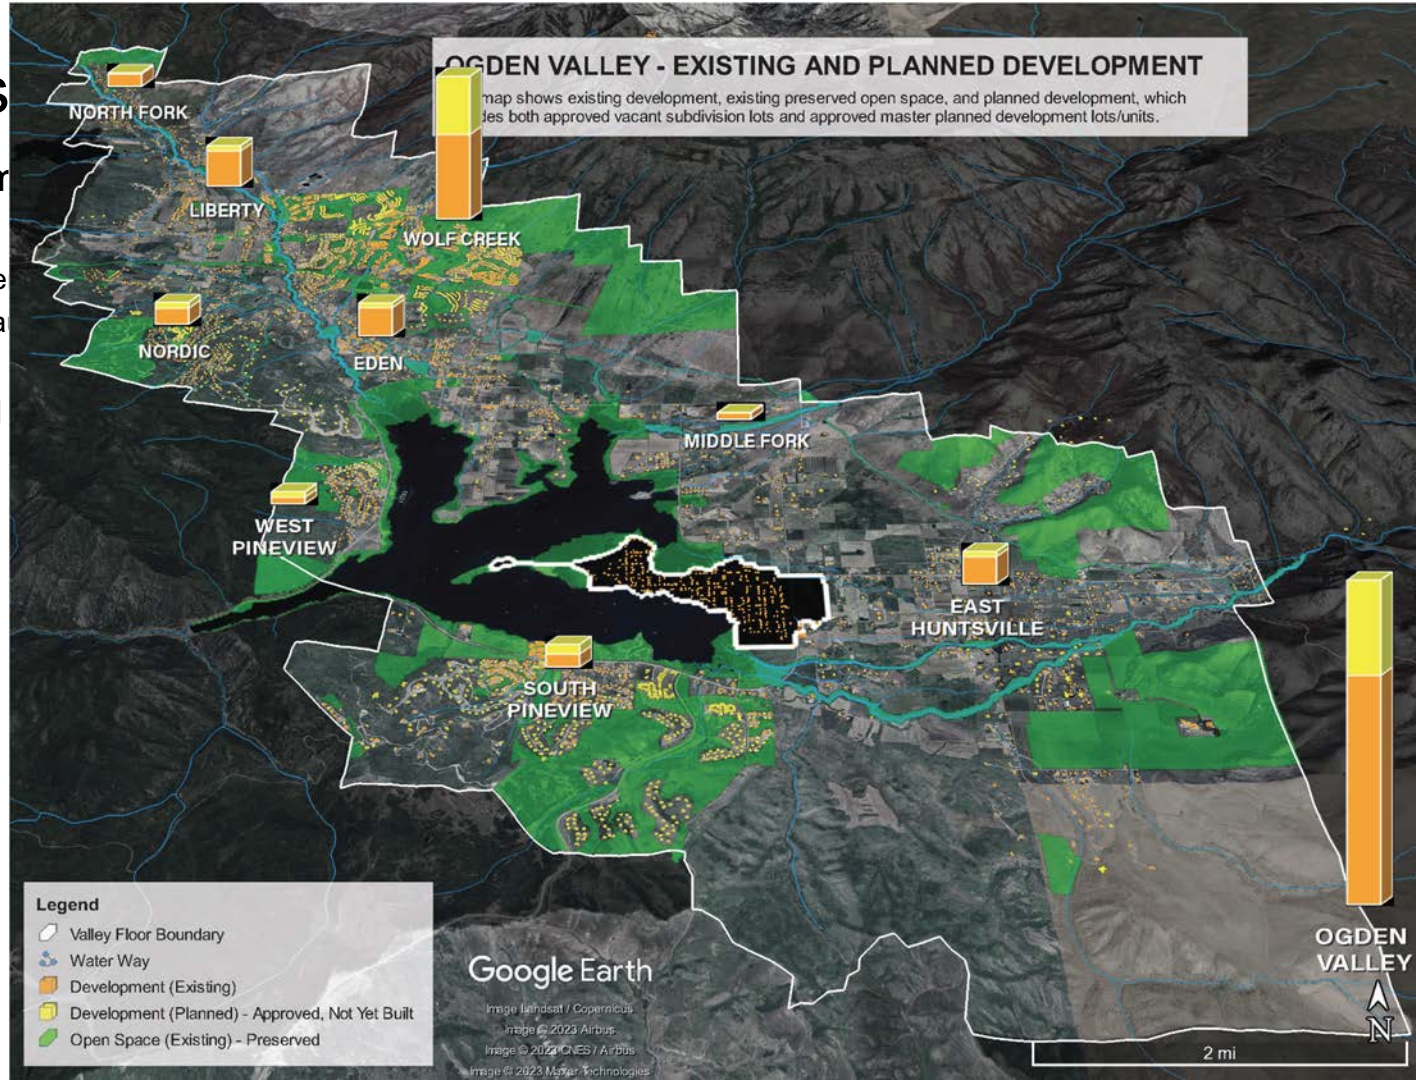 OGDEN VALLEY - EXISTING AND PLANNED DEVELOPMENT
map shows existing development, existing preserved open space, and planned development, which
des both approved vacant subdivision lots and approved master planned development lots/units.
NORTH FORK
LIBERTY
WOLF CREEK
NORDIC
EDEN
MIDDLE FORK
WEST
PINEVIEW
EAST
HUNTSVILLE
SOUTH
PINEVIEW
OGDEN
VALLEY
N
2 mi
Legend
Valley Floor Boundary
Water Way
Development (Existing)
Development (Planned) - Approved, Not Yet Built
Open Space (Existing) - Preserved
Google Earth
Image Landsat / Copernicus
Image © 2023 Airbus
Image © 2023 CNES / Airbus
Image © 2023 Maxar Technologies